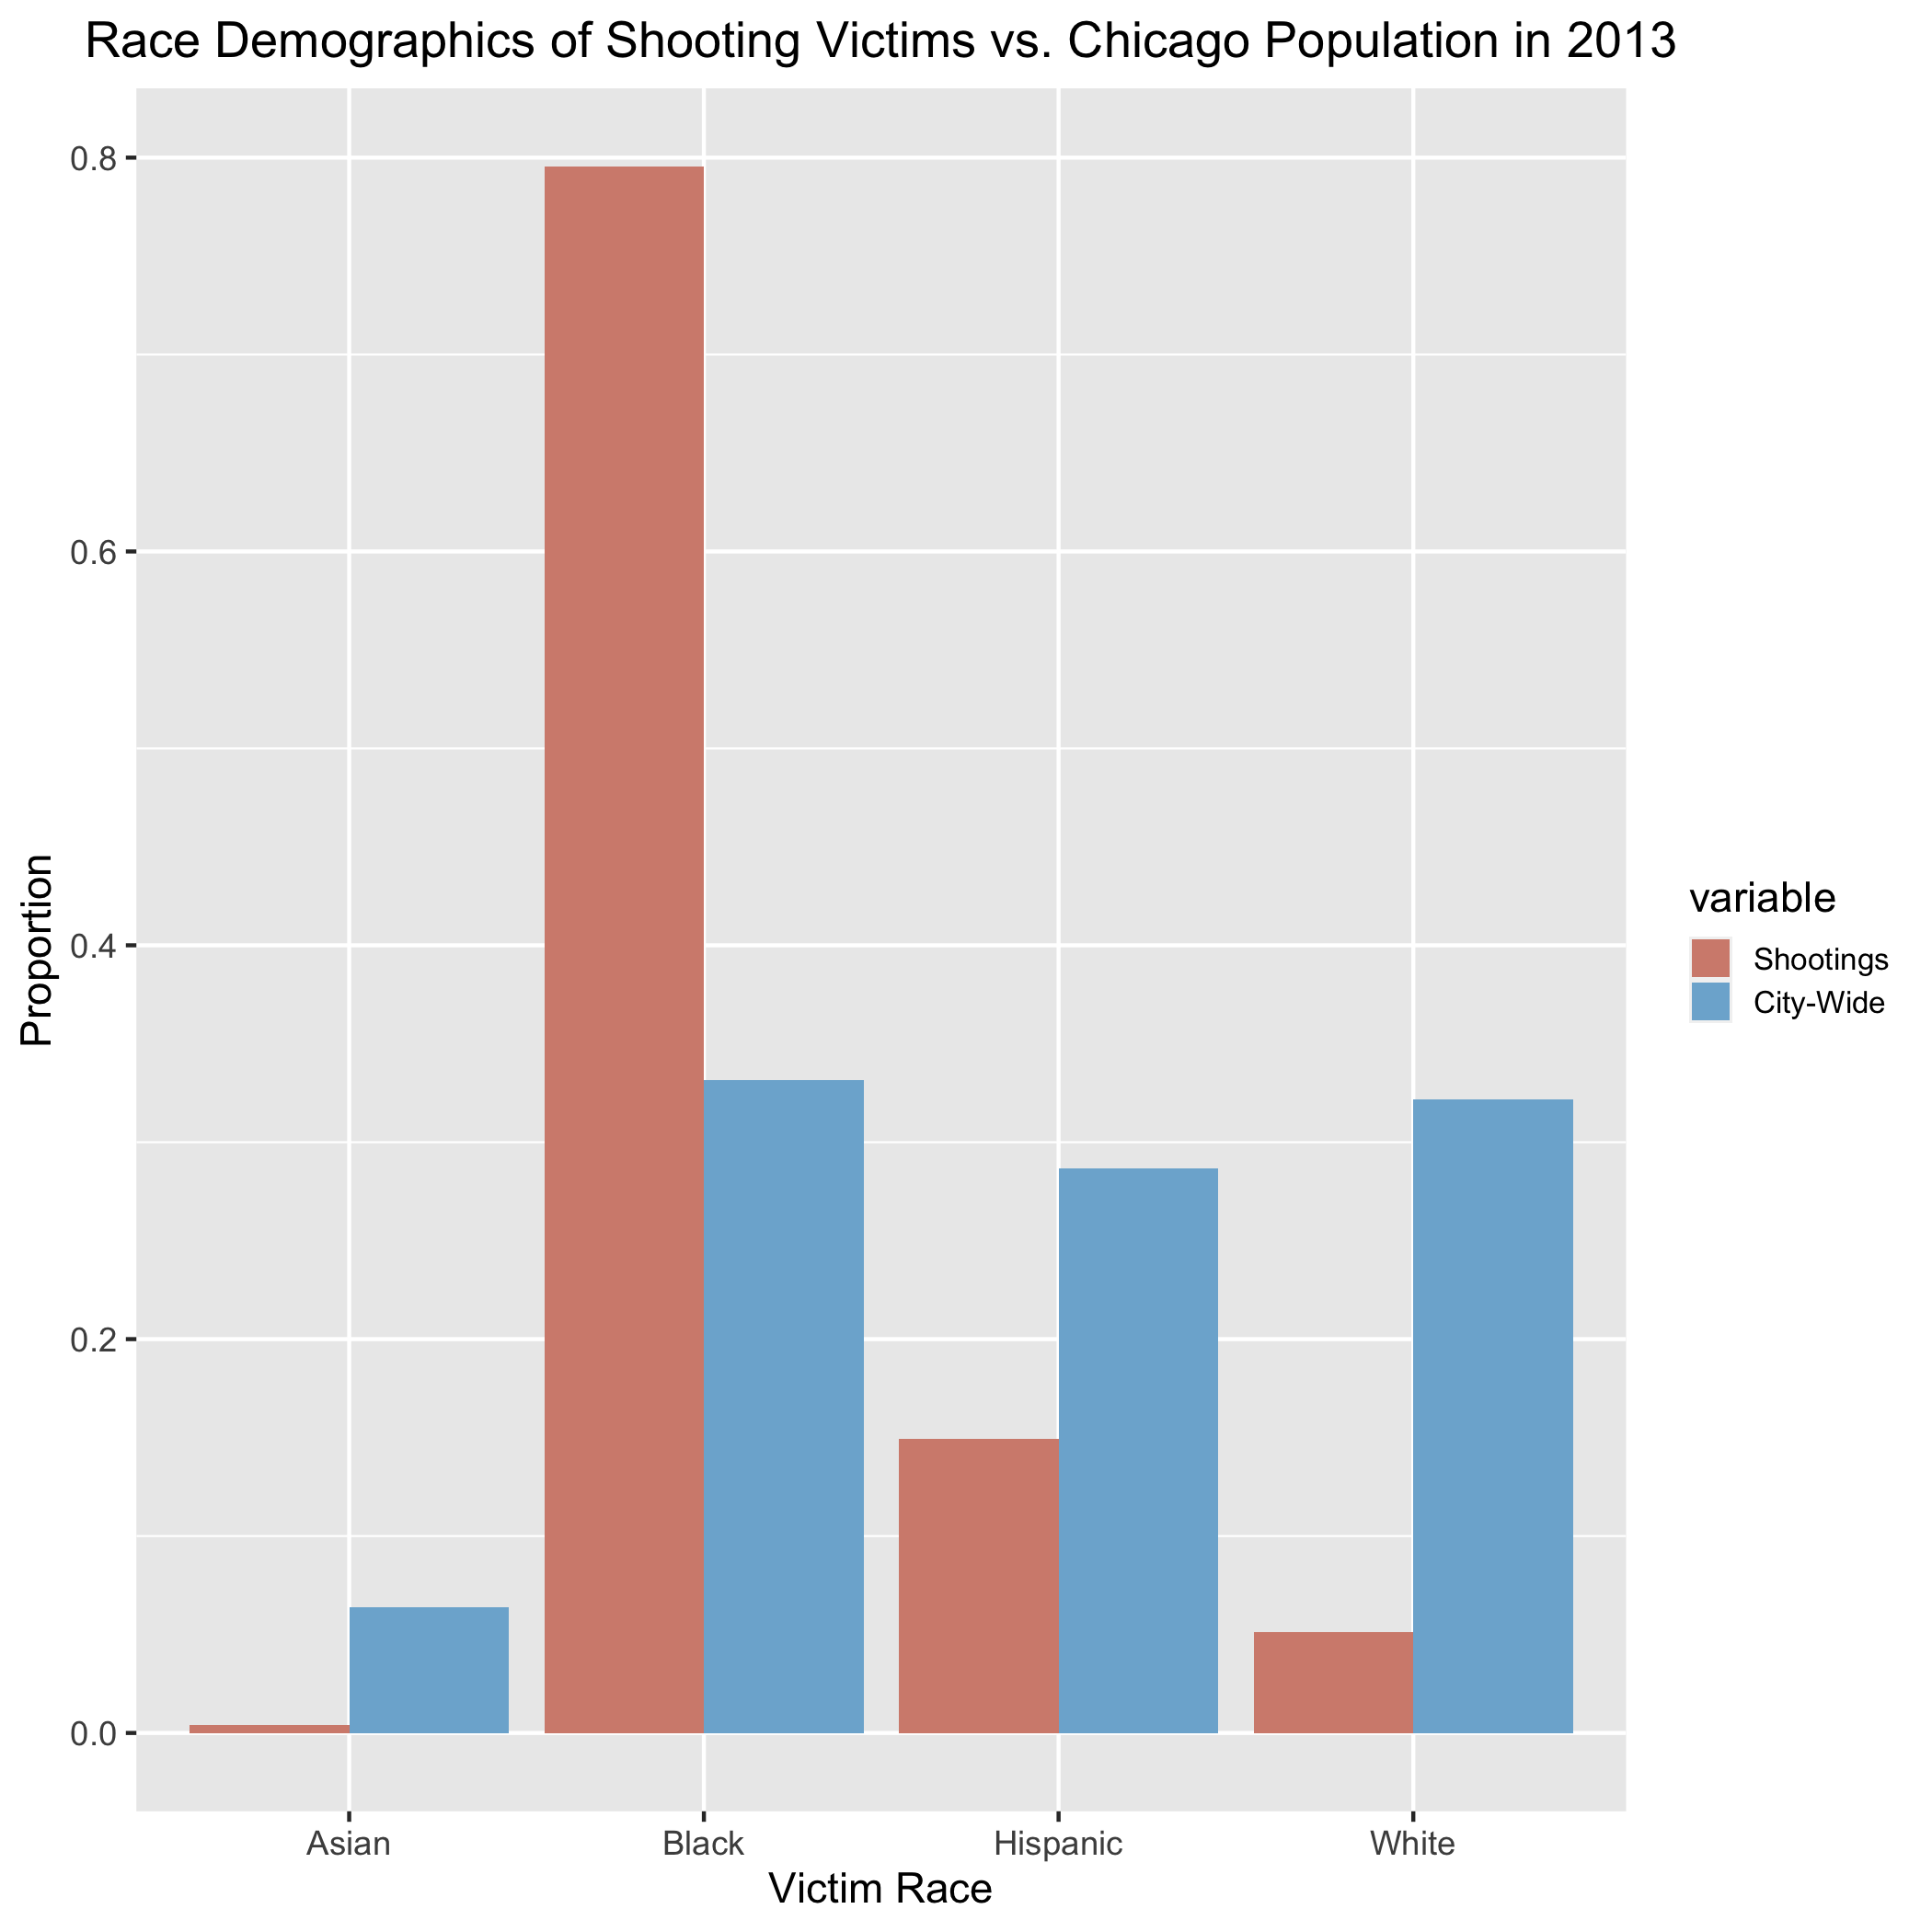 Race Demographics of Shooting Victims vs. Chicago Population in 2013
0.8
0.6
0.4
0.2
0.0
Proportion
Asian
Black
Hispanic
White
Victim Race
variable
Shootings
City-Wide